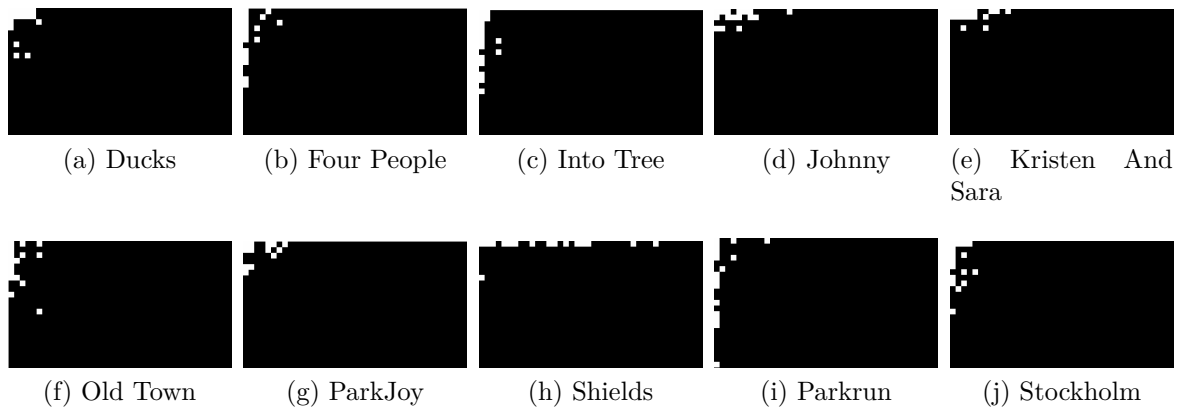 (a) Ducks
(b) Four People
(c) Into Tree
(d) Johnny
(e) Kristen And
Sara
(f) Old Town
(g) ParkJoy
(h) Shields
(i) Parkrun
(j) Stockholm